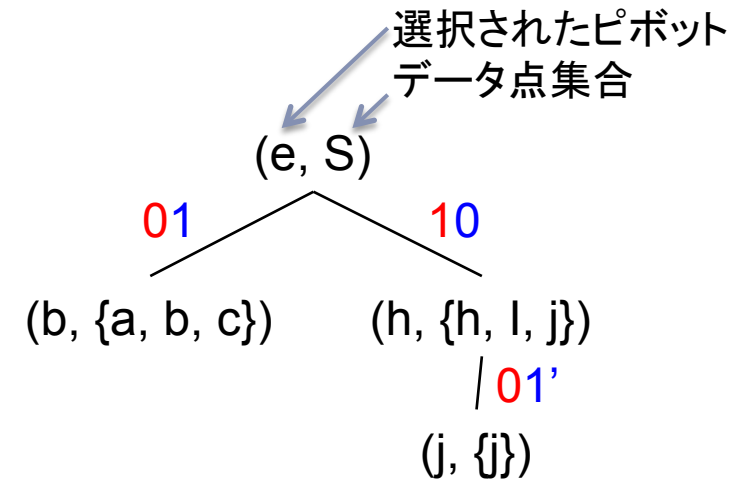 選択されたピボット
データ点集合
(e, S)
01
10
(b, {a, b, c})
(h, {h, I, j})
01’
(j, {j})